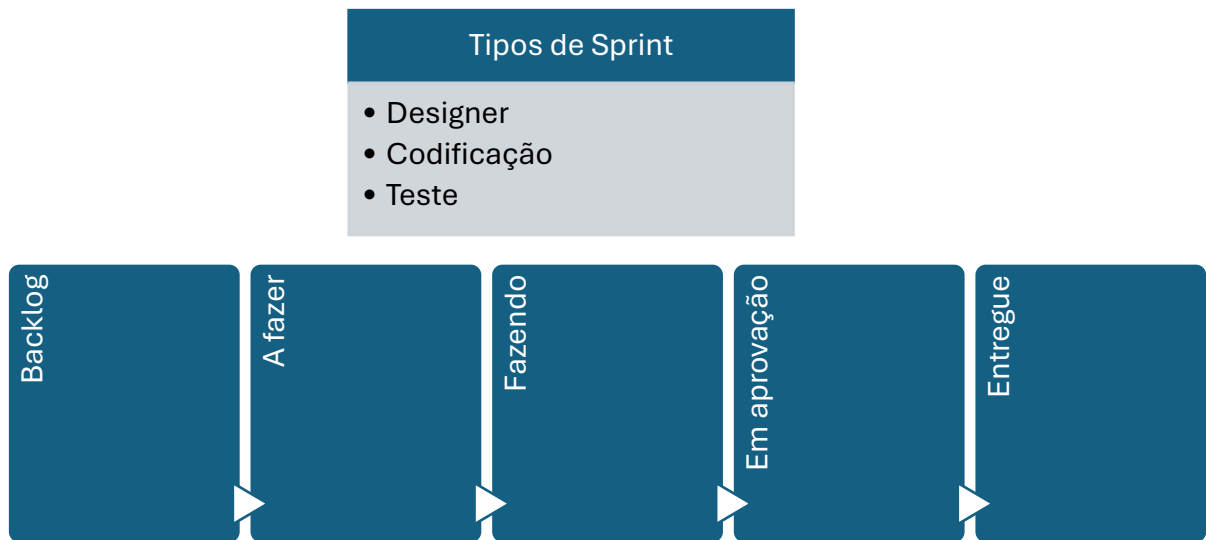 Tipos de Sprint
• Designer
• Codificação
• Teste
Backlog
A fazer
Fazendo
Em aprovação
Entregue